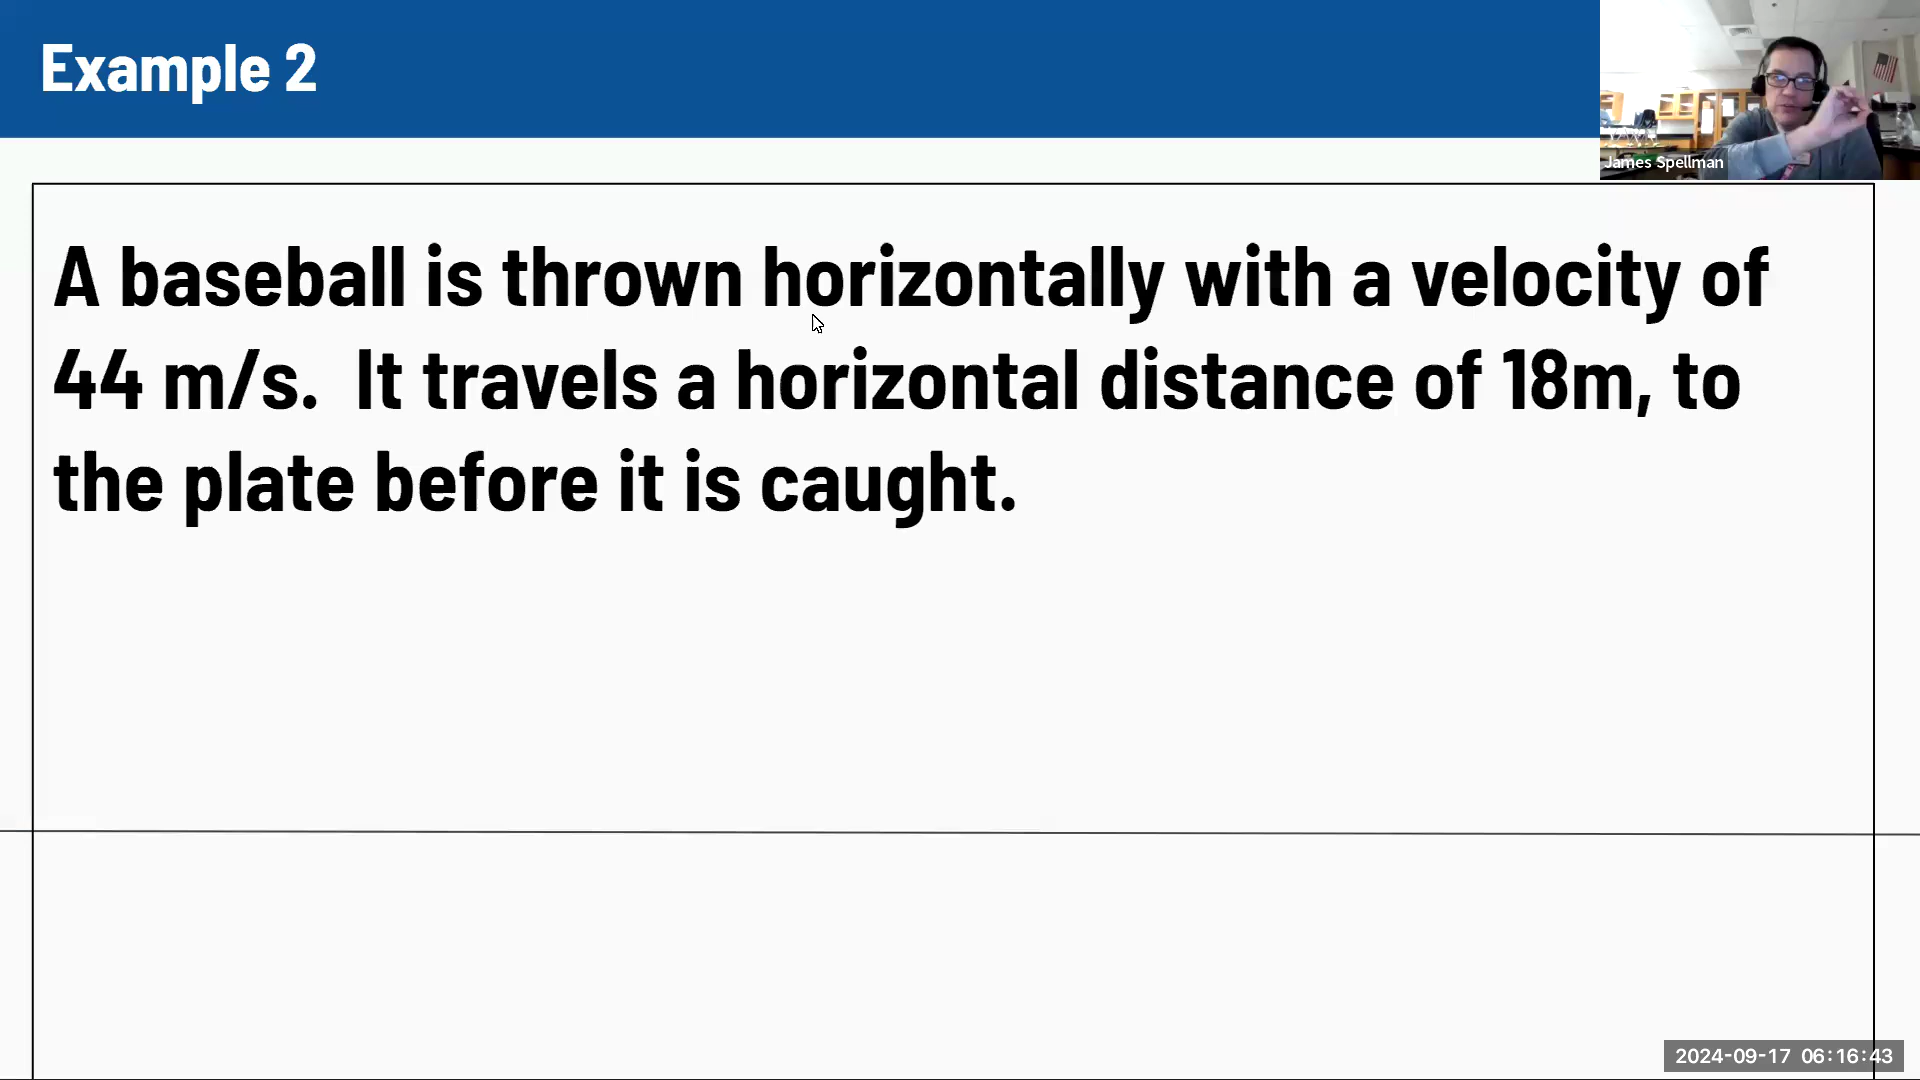 Example 2
James Spellman
A baseball is thrown horizontally with a velocity of
44 m/s.  It travels a horizontal distance of 18m, to
the plate before it is caught.
2024-09-17 06:16:43